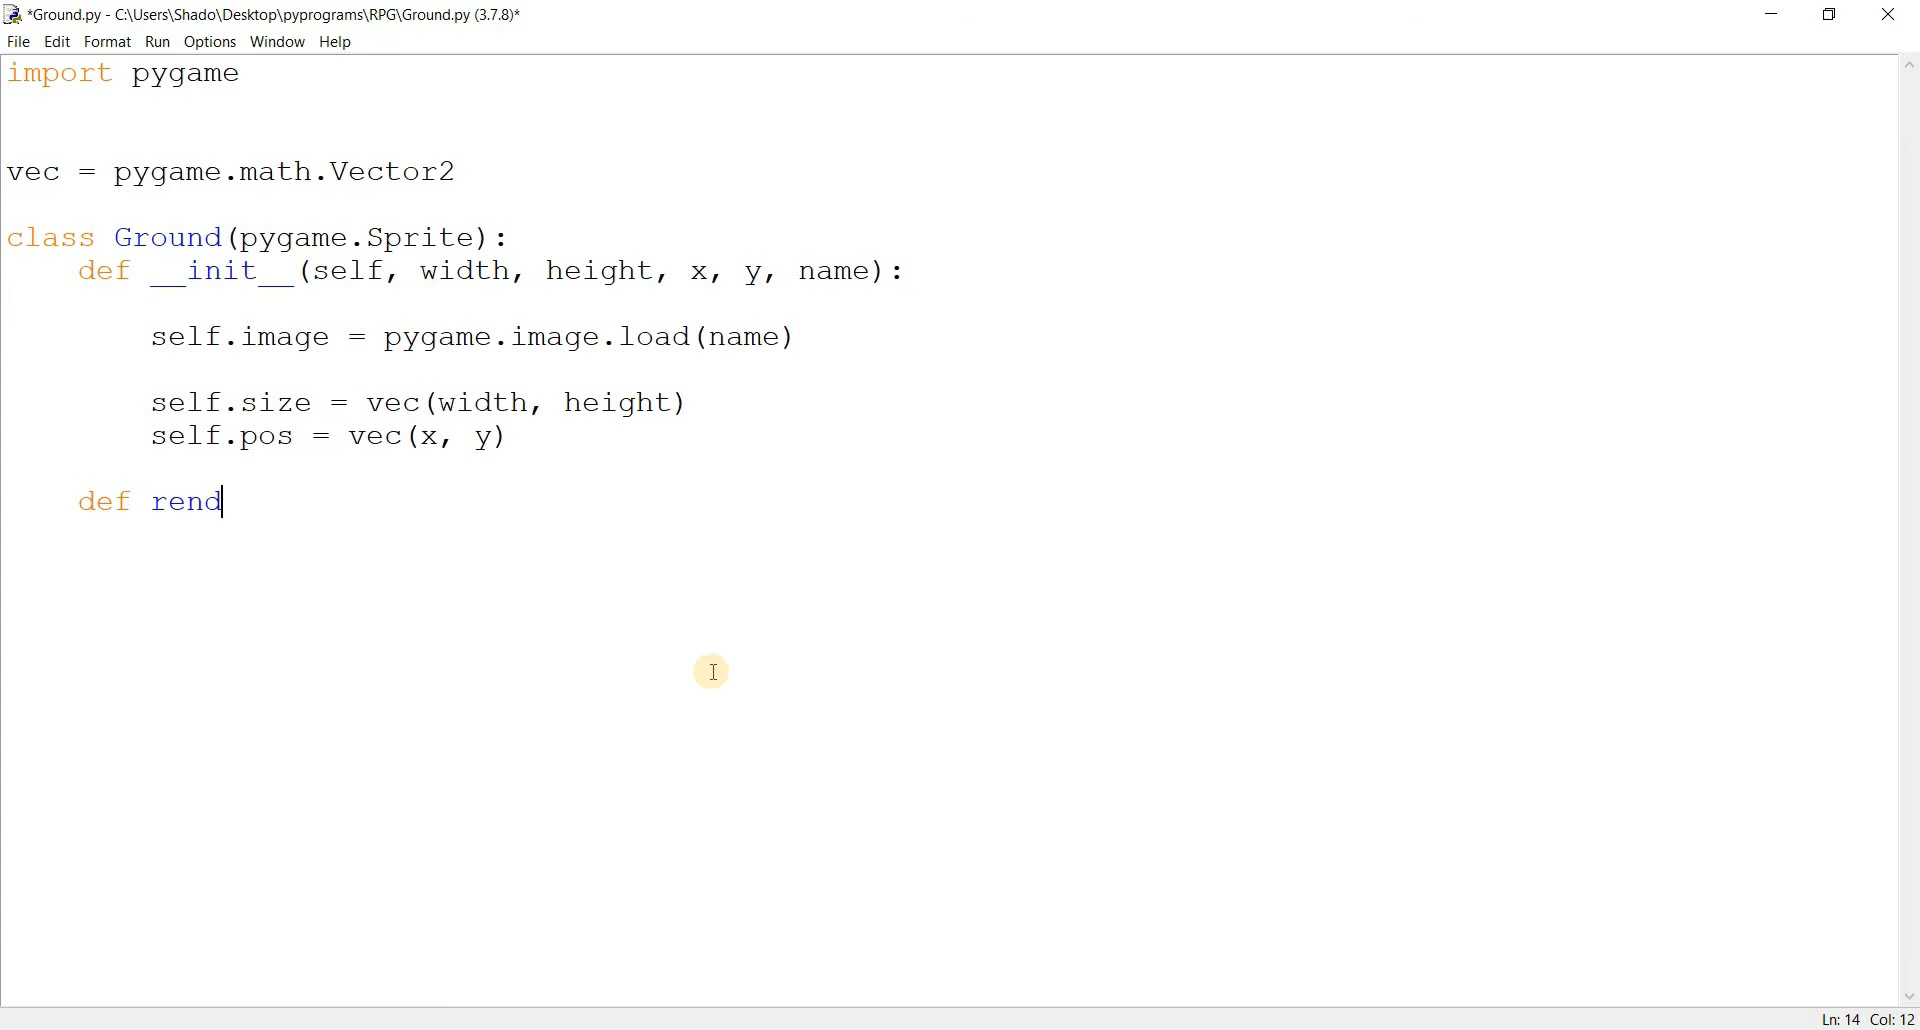 *Ground.py - C:\Users\Shado\Desktop\pyprograms\RPG\Ground.py (3.7.8)*
File Edit Format Run Options Window Help
import pygame
vec = pygame.math.Vector2
class Ground(pygame.Sprite):
    def __init__(self, width, height, x, y, name):
        self.image = pygame.image.load(name)
        self.size = vec(width, height)
        self.pos = vec(x, y)
    def rend
Ln: 14 Col: 12